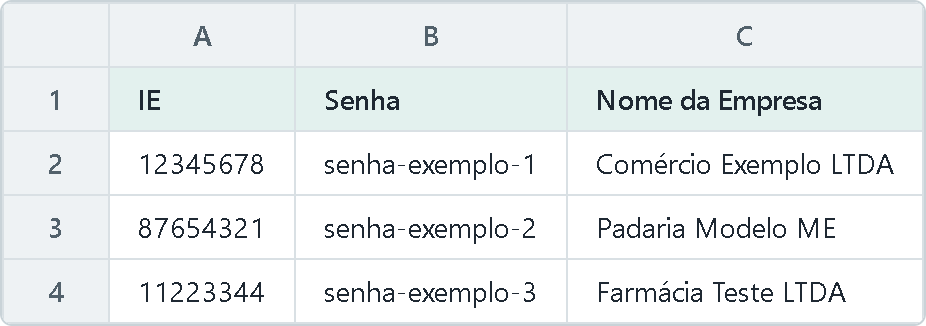 A B C
1 IE Senha Nome da Empresa
2 12345678 senha-exemplo-1 Comércio Exemplo LTDA
3 87654321 senha-exemplo-2 Padaria Modelo ME
4 11223344 senha-exemplo-3 Farmácia Teste LTDA